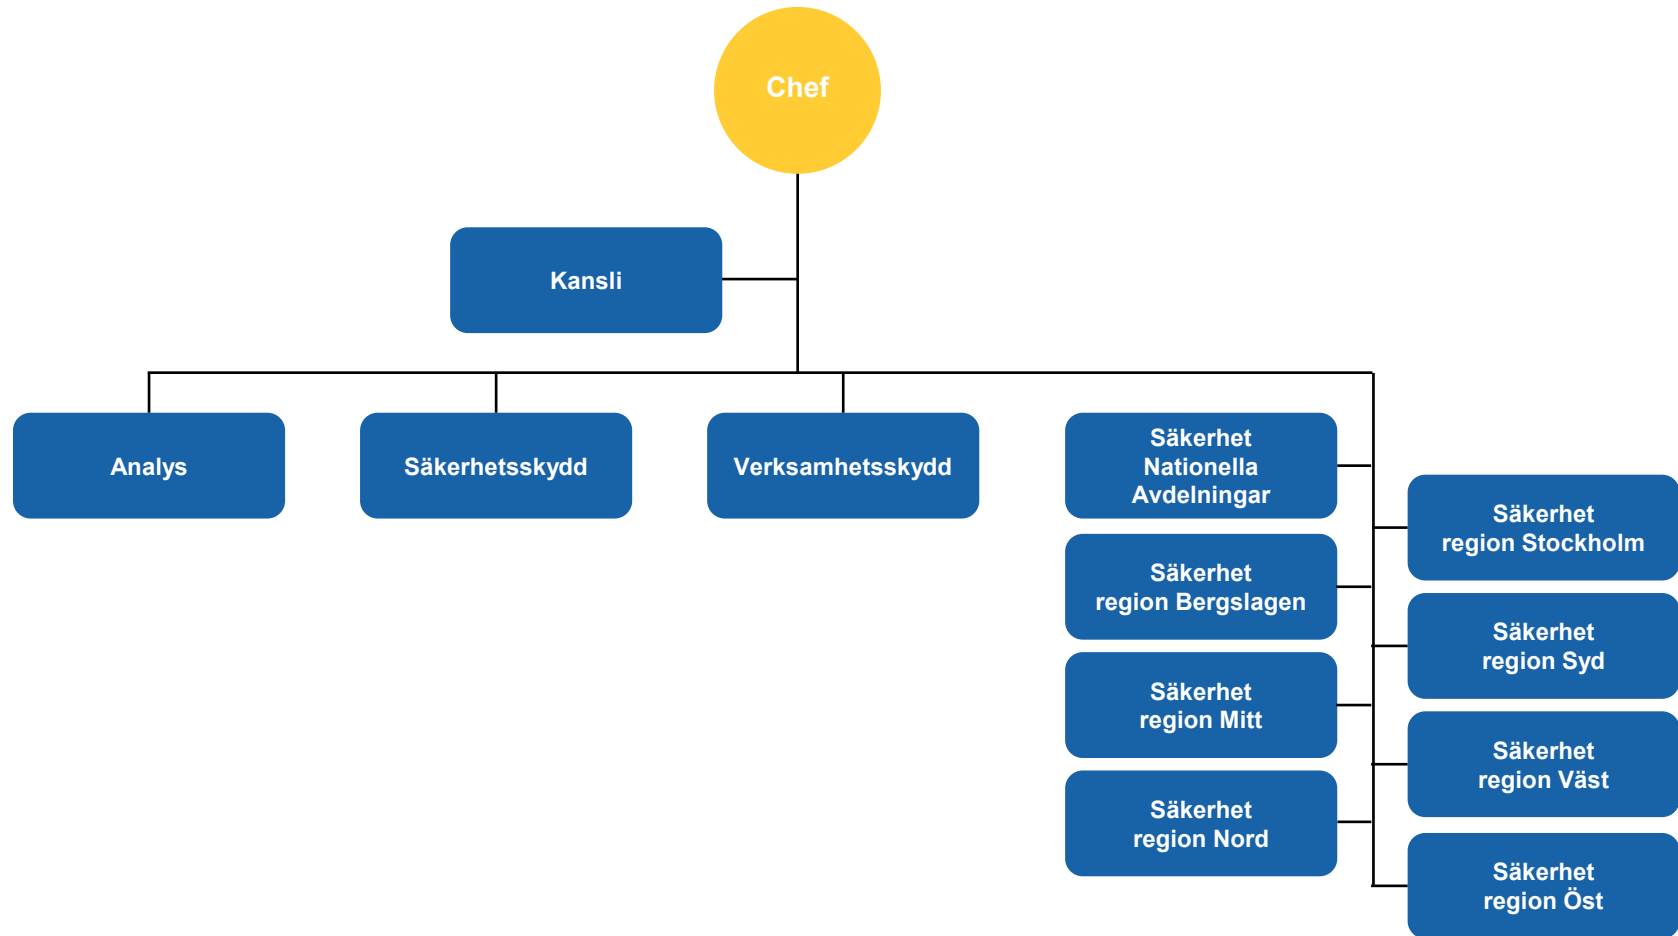 Chef
Kansli
Analys
Säkerhetsskydd
Verksamhetsskydd
Säkerhet
Nationella
Avdelningar
Säkerhet
region Bergslagen
Säkerhet
region Mitt
Säkerhet
region Nord
Säkerhet
region Stockholm
Säkerhet
region Syd
Säkerhet
region Väst
Säkerhet
region Öst